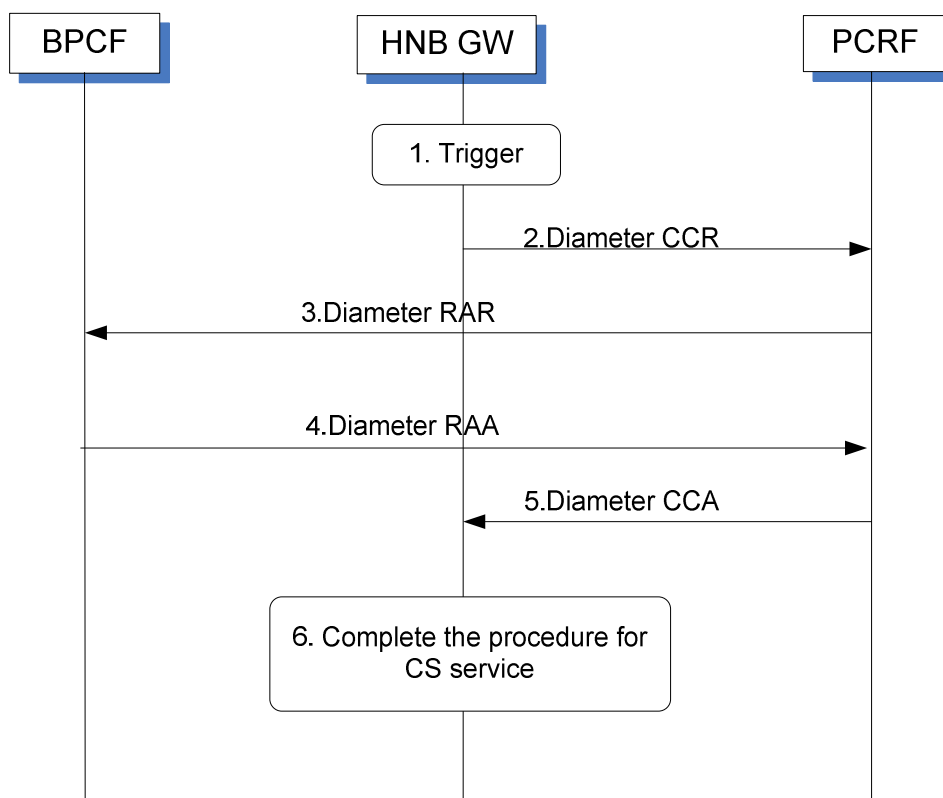 BPCF
HNB GW
PCRF
1. Trigger
2.Diameter CCR
3.Diameter RAR
4.Diameter RAA
5.Diameter CCA
6. Complete the procedure for
CS service